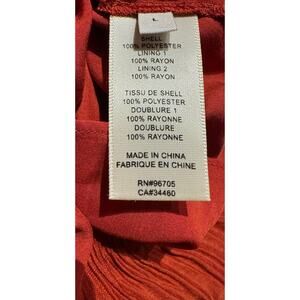 L
SHELL
100% POLYESTER
LINING 1
100% RAYON
LINING 2
100% RAYON
TISSU DE SHELL
100% POLYESTER
DOUBLURE 1
100% RAYONNE
DOUBLURE
100% RAYONNE
MADE IN CHINA
FABRIQUE EN CHINE
RN#96705
CA#34460